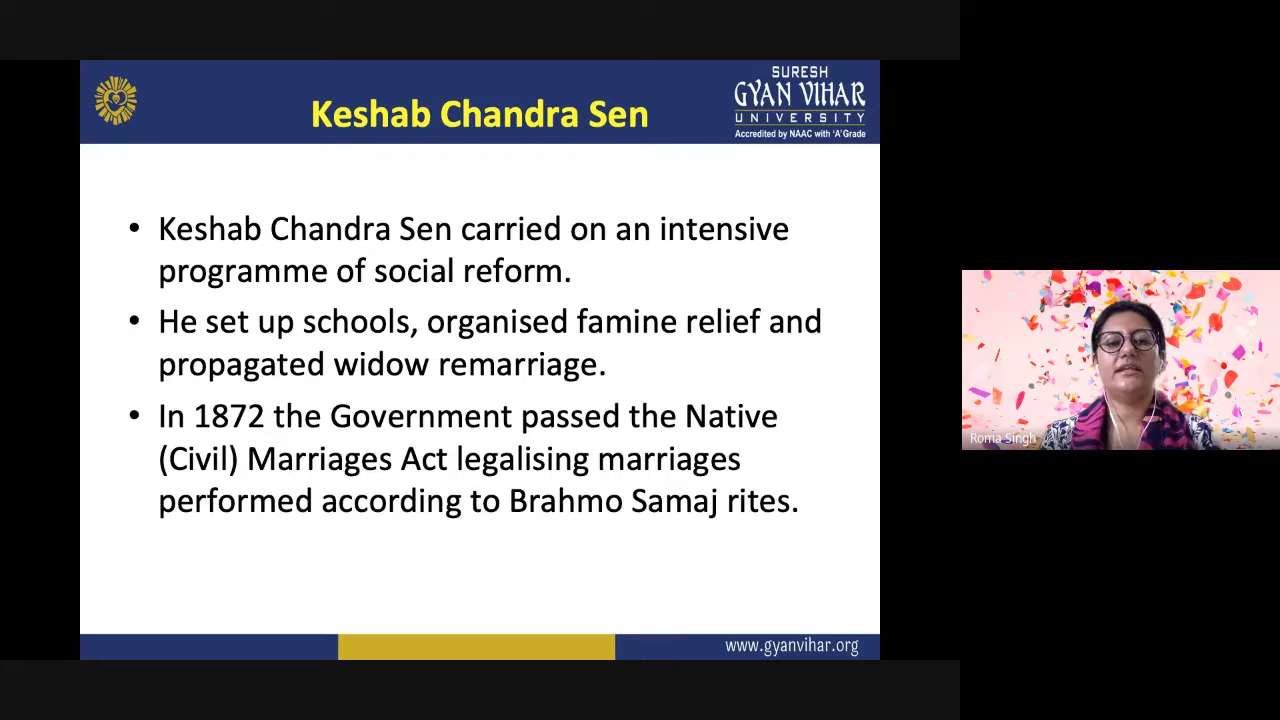 Keshab Chandra Sen
SURESH
GYAN VIHAR
UNIVERSITY
Accredited by NAAC with 'A' Grade
• Keshab Chandra Sen carried on an intensive
programme of social reform.
• He set up schools, organised famine relief and
propagated widow remarriage.
• In 1872 the Government passed the Native
(Civil) Marriages Act legalising marriages
performed according to Brahmo Samaj rites.
Roma Singh
www.gyanvihar.org